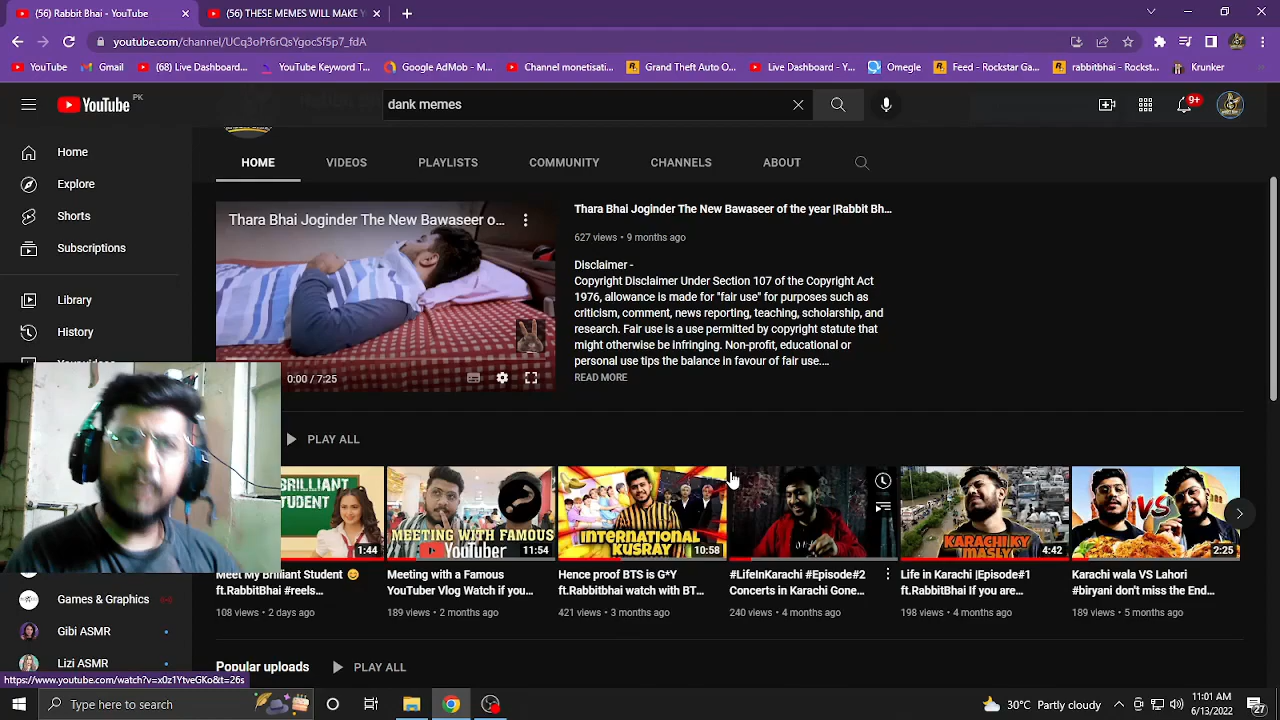 (56) Rabbit Bhai - YouTube
(56) THESE MEMES WILL MAKE Y
youtube.com/channel/UCq3oPr6rQsYgocSf5p7_fdA
YouTube
Gmail
(68) Live Dashboard...
YouTube Keyword T...
Google AdMob - M...
Channel monetisati...
Grand Theft Auto O...
Live Dashboard - Y...
Omegle
Feed - Rockstar Ga...
rabbitbhai - Rockst...
Krunker
YouTube PK
dank memes
9+
Home
Explore
Shorts
Subscriptions
Library
History
HOME
VIDEOS
PLAYLISTS
COMMUNITY
CHANNELS
ABOUT
Thara Bhai Joginder The New Bawaseer o...
0:00 / 7:25
Thara Bhai Joginder The New Bawaseer of the year |Rabbit Bh...
627 views • 9 months ago
Disclaimer -
Copyright Disclaimer Under Section 107 of the Copyright Act
1976, allowance is made for "fair use" for purposes such as
criticism, comment, news reporting, teaching, scholarship, and
research. Fair use is a use permitted by copyright statute that
might otherwise be infringing. Non-profit, educational or
personal use tips the balance in favour of fair use...
READ MORE
PLAY ALL
BRILLIANT
STUDENT
1:44
MEETING WITH FAMOUS
YouTuber
11:54
INTERNATIONAL
KUSRAY
10:58
KARACHI KY
MASLY
4:42
VS
2:25
Meet My Brilliant Student
ft.RabbitBhai #reels...
108 views • 2 days ago
Meeting with a Famous
YouTuber Vlog Watch if you...
189 views • 2 months ago
Hence proof BTS is G*Y
ft.Rabbitbhai watch with BT...
421 views • 3 months ago
#LifeInKarachi #Episode#2
Concerts in Karachi Gone...
240 views • 4 months ago
Life in Karachi |Episode#1
ft.RabbitBhai If you are...
198 views • 4 months ago
Karachi wala VS Lahori
#biryani don't miss the End...
189 views • 5 months ago
Games & Graphics
Gibi ASMR
Lizi ASMR
Popular uploads
PLAY ALL
https://www.youtube.com/watch?v=x0z1YtveGKo&t=26s
Type here to search
30°C Partly cloudy
11:01 AM
6/13/2022
27